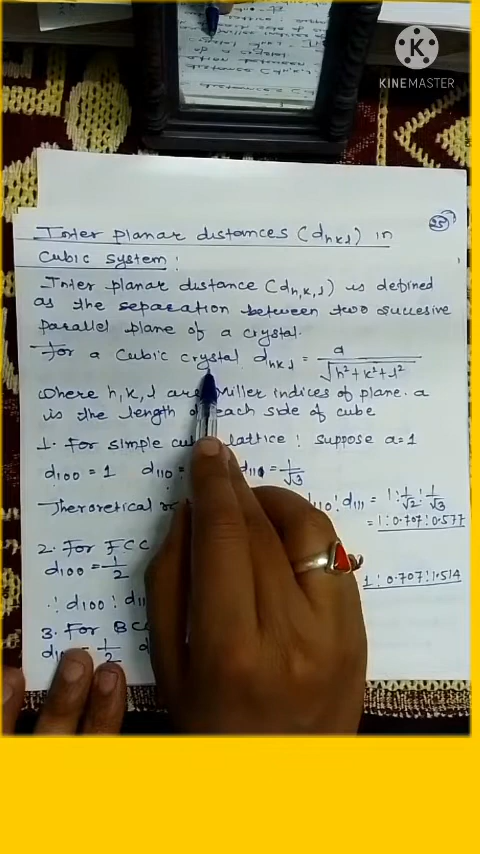 KINEMASTER
25
Inter planar distances (dhkl) in
Cubic system:
Inter planar distance (dh,k,l) is defined
as the separation between two succesive
parallel plane of a crystal.
For a cubic crystal dhkl = a / √h²+k²+l²
where h, k, l are Miller indices of plane. a
is the length of each side of cube
1. For simple cubic lattice : suppose a=1
d100 = 1 d110 = d111 = 1/√3
Theroretical d110 : d111 = 1 : 1/√2 : 1/√3
= 1 : 0.707 : 0.577
2. For FCC
d100 = 1/2
∴ d100 : d11 1 : 0.707 : 1.514
3. For BCC
d1 = 1/2 d